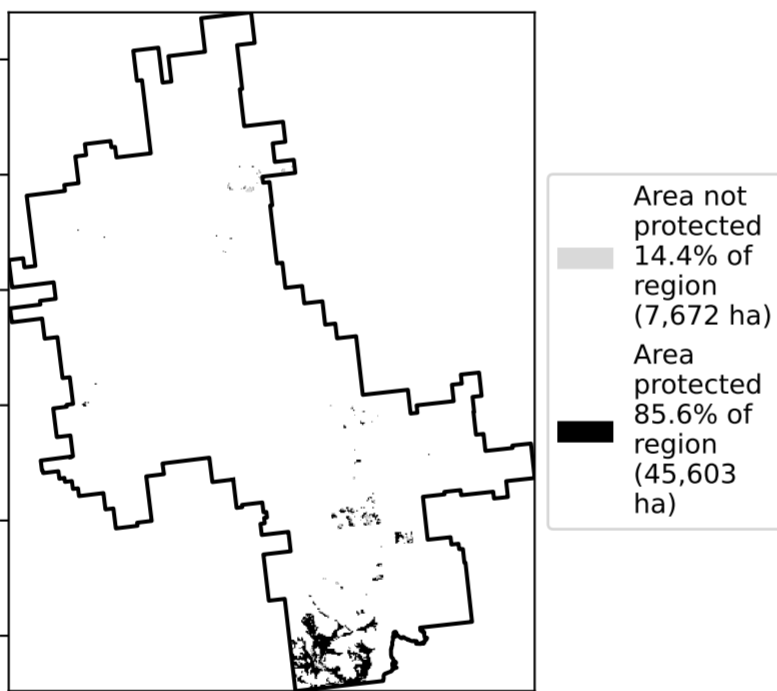 Area not
protected
14.4% of
region
(7,672 ha)
Area
protected
85.6% of
region
(45,603
ha)